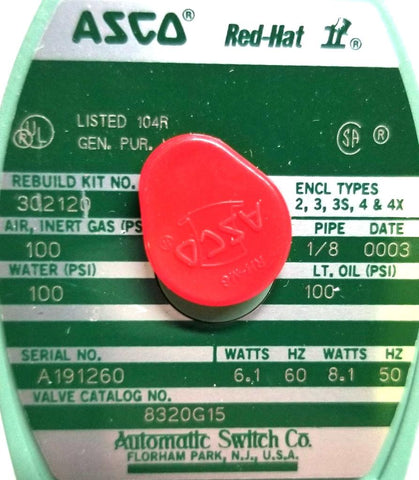 ASCO® Red-Hat II®
UL ® LISTED 104R
GEN. PUR. SA ®
REBUILD KIT NO. ENCL TYPES
302120 2, 3, 3S, 4 & 4X
AIR, INERT GAS (PS PIPE DATE
100 1/8 0003
WATER (PSI) LT. OIL (PSI)
100 100
ASCO
SERIAL NO. WATTS HZ WATTS HZ
A191260 6.1 60 8.1 50
VALVE CATALOG NO.
8320G15
Automatic Switch Co.
FLORHAM PARK, N.J., U.S.A.